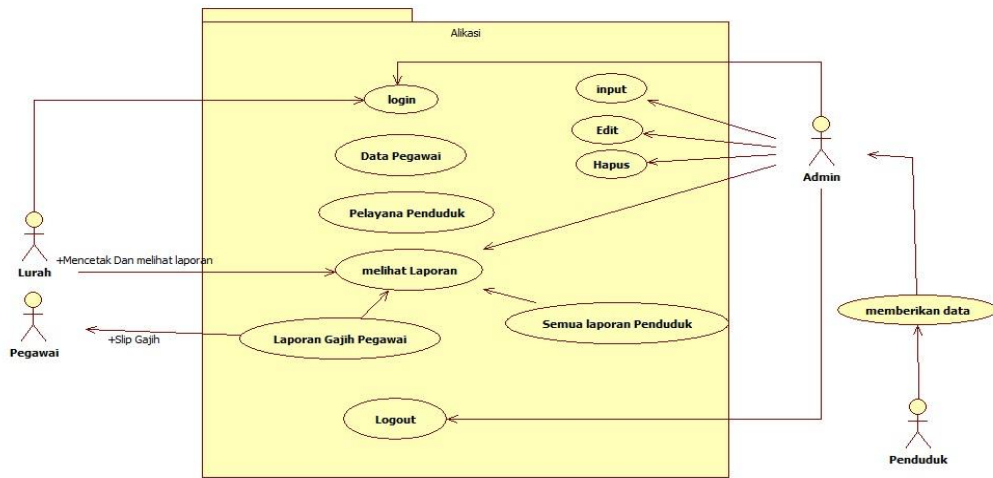 Alikasi
login
input
Edit
Hapus
Data Pegawai
Admin
Pelayana Penduduk
+Mencetak Dan melihat laporan
Lurah
melihat Laporan
memberikan data
Semua laporan Penduduk
+Slip Gajih
Laporan Gajih Pegawai
Pegawai
Logout
Penduduk